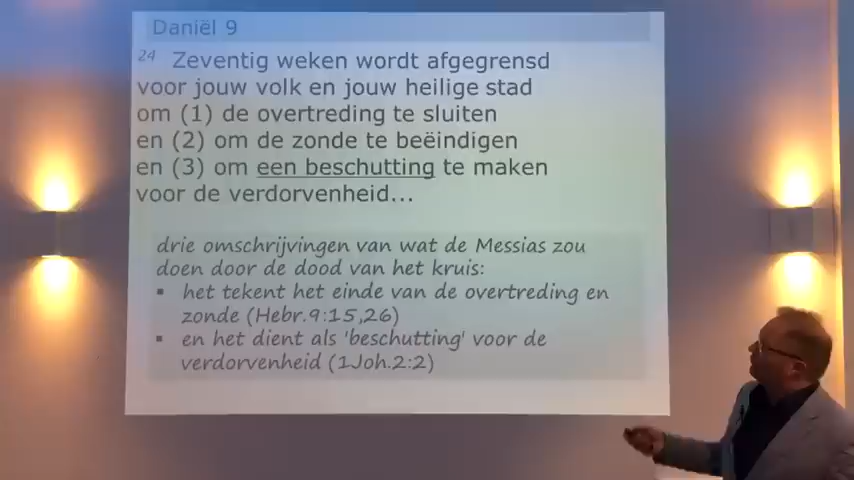 Daniël 9
24 Zeventig weken wordt afgegrensd
voor jouw volk en jouw heilige stad
om (1) de overtreding te sluiten
en (2) om de zonde te beëindigen
en (3) om een beschutting te maken
voor de verdorvenheid...
drie omschrijvingen van wat de Messias zou
doen door de dood van het kruis:
▪ het tekent het einde van de overtreding en
zonde (Hebr.9:15,26)
▪ en het dient als 'beschutting' voor de
verdorvenheid (1Joh.2:2)